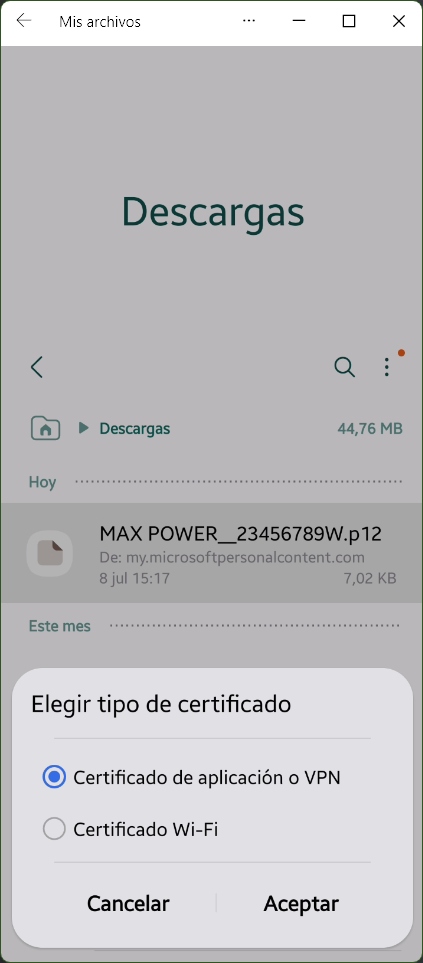 Mis archivos
Descargas
Descargas 44,76 MB
Hoy
MAX POWER__23456789W.p12
De: my.microsoftpersonalcontent.com
8 jul 15:17 7,02 KB
Este mes
Elegir tipo de certificado
Certificado de aplicación o VPN
Certificado Wi-Fi
Cancelar Aceptar